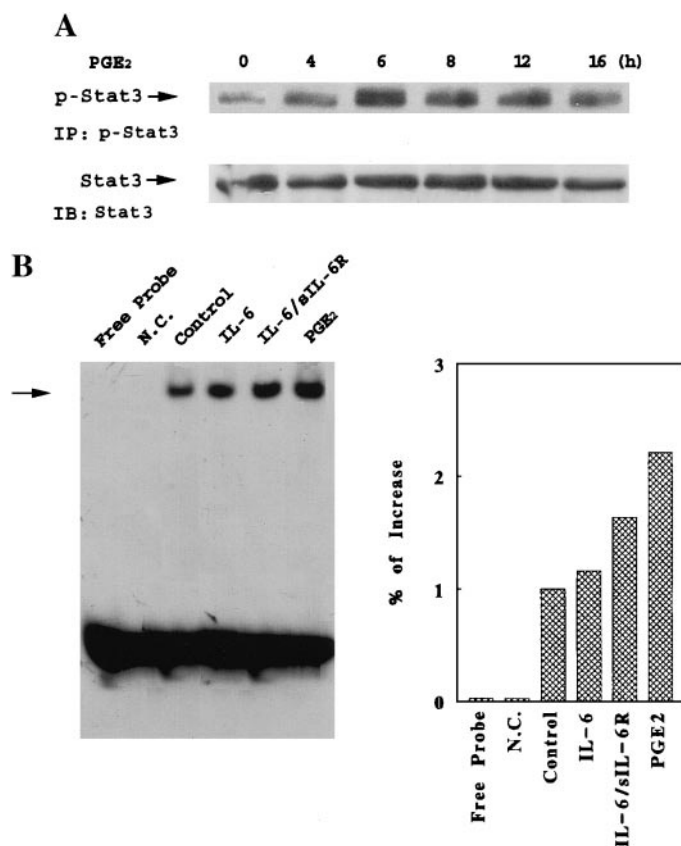 A
PGE2 0 4 6 8 12 16 (h)
p-Stat3
IP: p-Stat3
Stat3
IB: Stat3
B
Free Probe
N.C.
Control
IL-6
IL-6/sIL-6R
PGE2
3
2
1
0
% of Increase
Free Probe
N.C.
Control
IL-6
IL-6/sIL-6R
PGE2